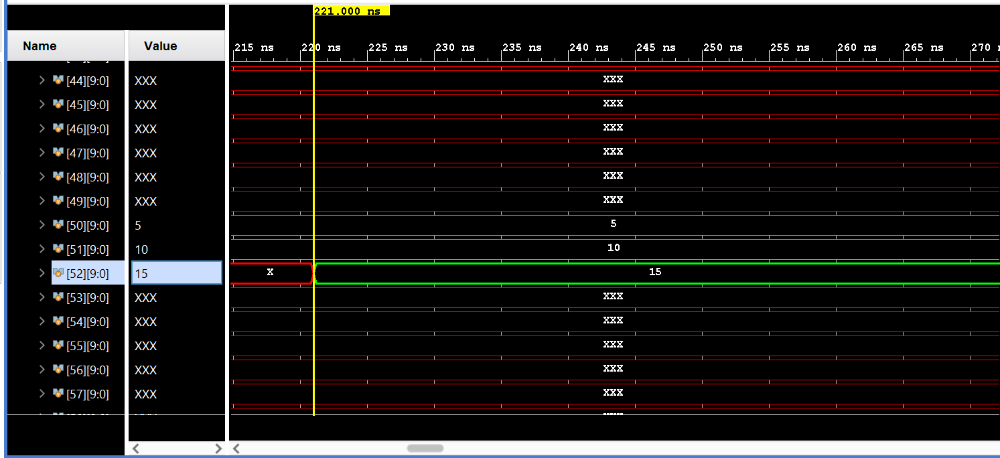 221.000 ns
Name Value
215 ns 220 ns 225 ns 230 ns 235 ns 240 ns 245 ns 250 ns 255 ns 260 ns 265 ns 270
[44][9:0] XXX XXX
[45][9:0] XXX XXX
[46][9:0] XXX XXX
[47][9:0] XXX XXX
[48][9:0] XXX XXX
[49][9:0] XXX XXX
[50][9:0] 5 5
[51][9:0] 10 10
[52][9:0] 15 X 15
[53][9:0] XXX XXX
[54][9:0] XXX XXX
[55][9:0] XXX XXX
[56][9:0] XXX XXX
[57][9:0] XXX XXX